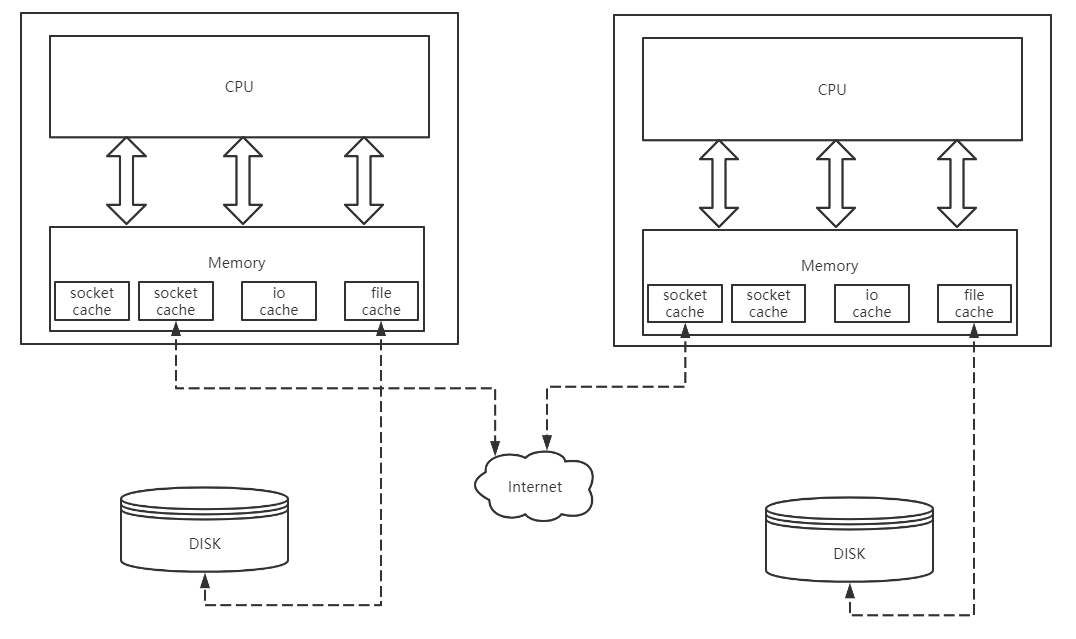 CPU
Memory
socket
cache
socket
cache
io
cache
file
cache
CPU
Memory
socket
cache
socket
cache
io
cache
file
cache
Internet
DISK
DISK